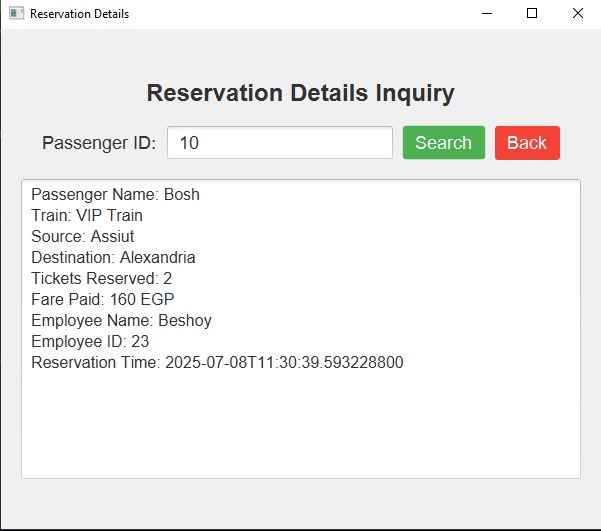 Reservation Details
Reservation Details Inquiry
Passenger ID: 10 Search Back
Passenger Name: Bosh
Train: VIP Train
Source: Assiut
Destination: Alexandria
Tickets Reserved: 2
Fare Paid: 160 EGP
Employee Name: Beshoy
Employee ID: 23
Reservation Time: 2025-07-08T11:30:39.593228800